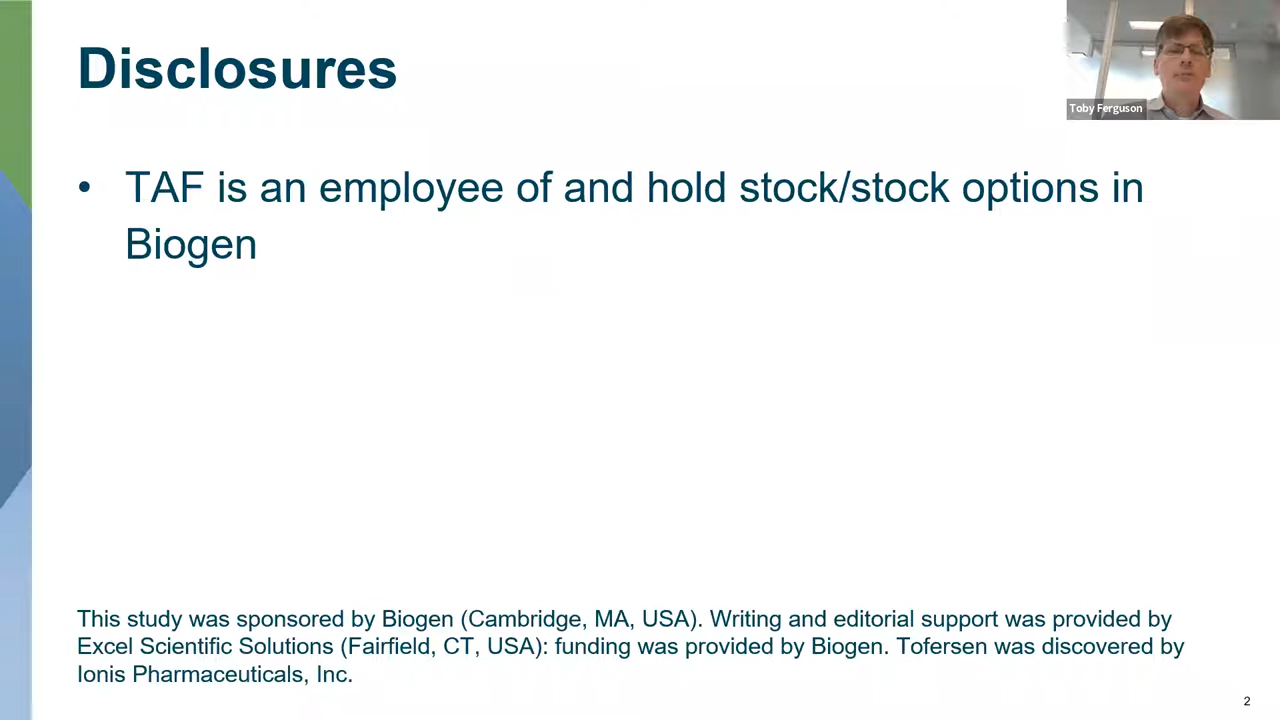 Disclosures
Toby Ferguson
• TAF is an employee of and hold stock/stock options in
Biogen
This study was sponsored by Biogen (Cambridge, MA, USA). Writing and editorial support was provided by
Excel Scientific Solutions (Fairfield, CT, USA): funding was provided by Biogen. Tofersen was discovered by
Ionis Pharmaceuticals, Inc.
2